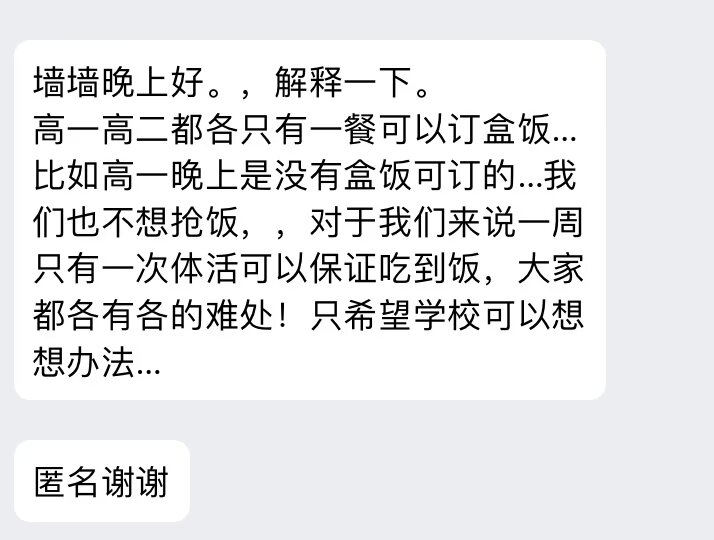 墙墙晚上好。，解释一下。
高一高二都各只有一餐可以订盒饭...
比如高一晚上是没有盒饭可订的...我
们也不想抢饭，，对于我们来说一周
只有一次体活可以保证吃到饭，大家
都各有各的难处！只希望学校可以想
想办法...
匿名谢谢